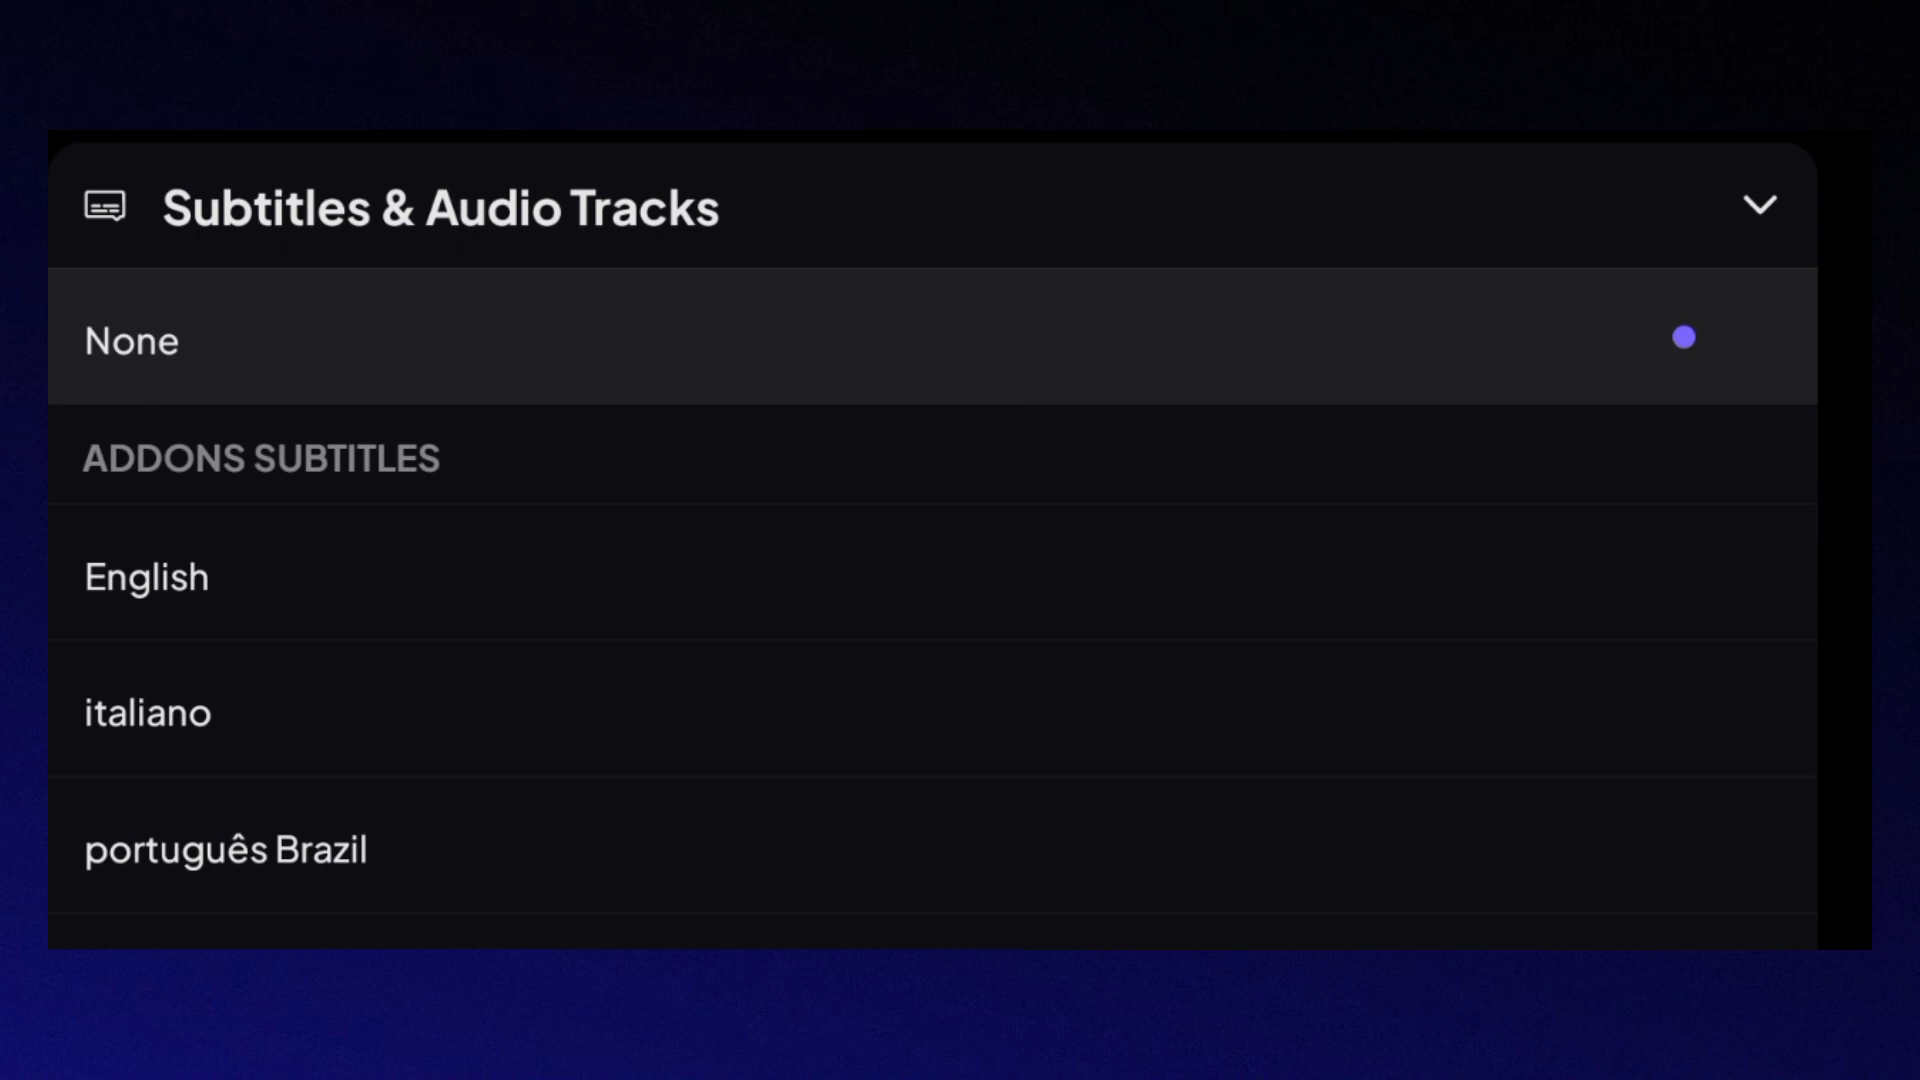 Subtitles & Audio Tracks
None
ADDONS SUBTITLES
English
italiano
português Brazil